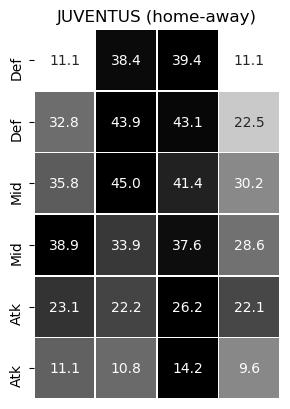 JUVENTUS (home-away)
Def 11.1 38.4 39.4 11.1
Def 32.8 43.9 43.1 22.5
Mid 35.8 45.0 41.4 30.2
Mid 38.9 33.9 37.6 28.6
Atk 23.1 22.2 26.2 22.1
Atk 11.1 10.8 14.2 9.6